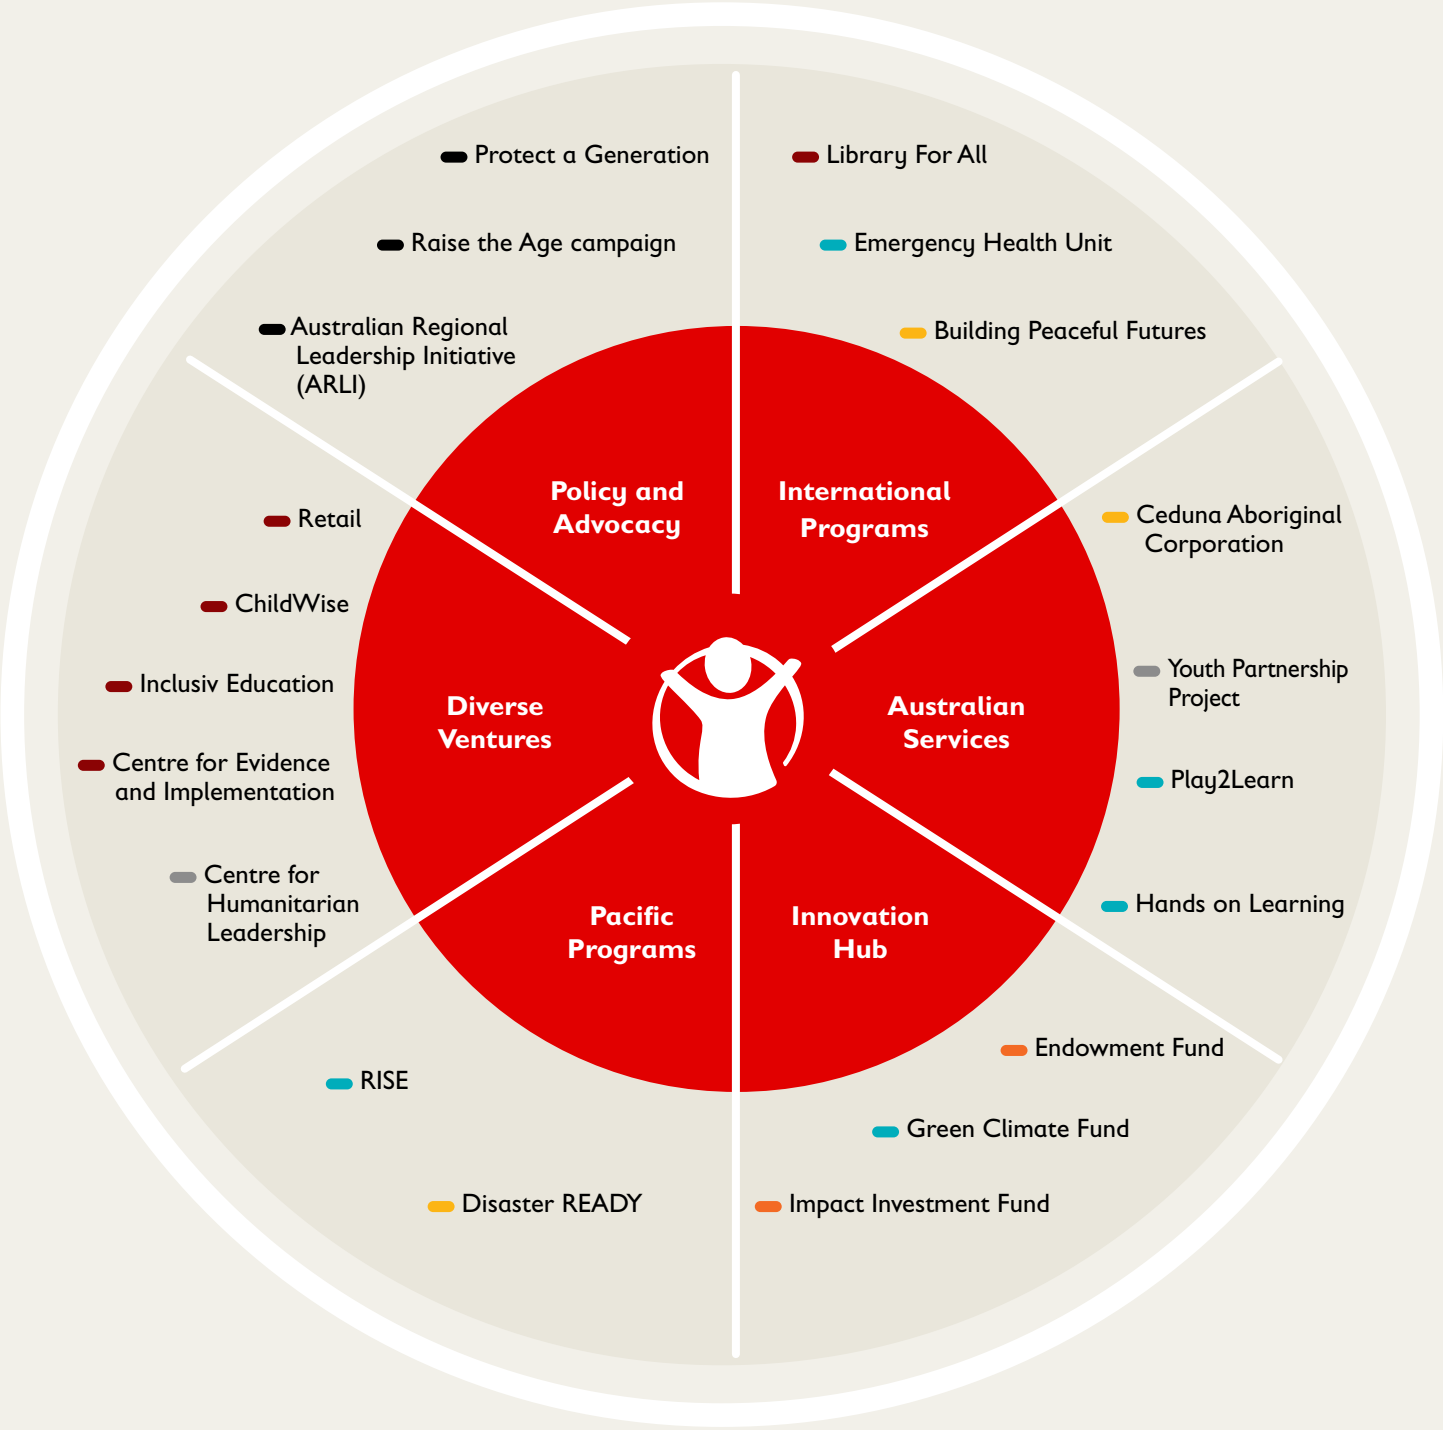 Protect a Generation
Raise the Age campaign
Australian Regional
Leadership Initiative
(ARLI)
Library For All
Emergency Health Unit
Building Peaceful Futures
Policy and
Advocacy
International
Programs
Retail
ChildWise
Inclusiv Education
Centre for Evidence
and Implementation
Centre for
Humanitarian
Leadership
Diverse
Ventures
Australian
Services
Ceduna Aboriginal
Corporation
Youth Partnership
Project
Play2Learn
Hands on Learning
Pacific
Programs
Innovation
Hub
RISE
Disaster READY
Endowment Fund
Green Climate Fund
Impact Investment Fund